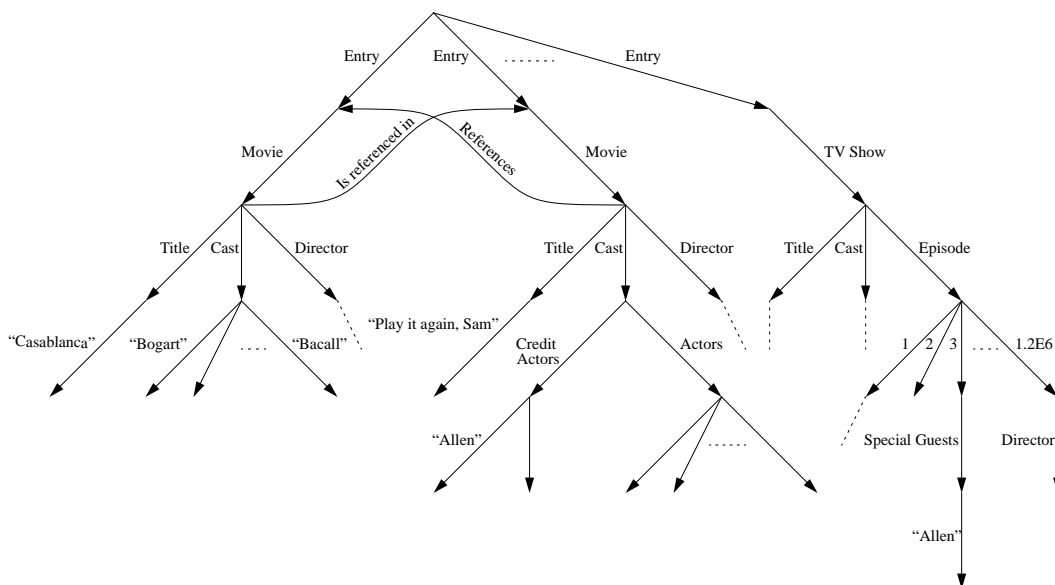 Entry
Entry
Entry
Is referenced in
References
Movie
Movie
TV Show
Title
Cast
Director
Title
Cast
Director
Title
Cast
Episode
“Casablanca”
“Bogart”
“Bacall”
“Play it again, Sam”
Credit
Actors
Actors
1
2
3
1.2E6
“Allen”
Special Guests
Director
“Allen”